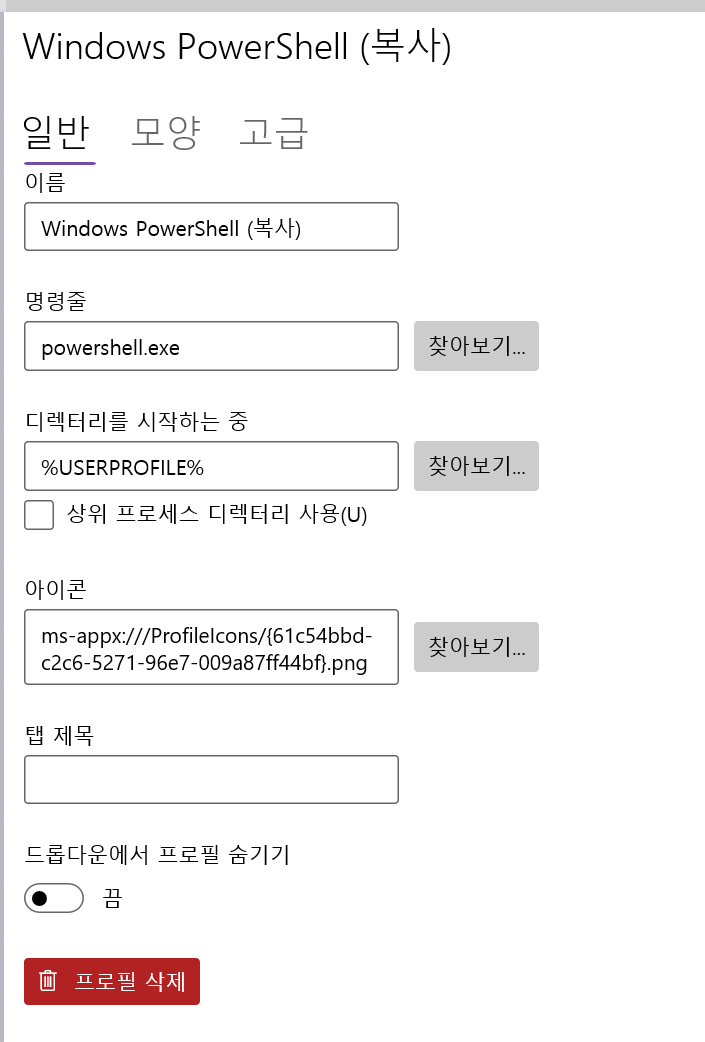 Windows PowerShell (복사)
일반 모양 고급
이름
Windows PowerShell (복사)
명령줄
powershell.exe 찾아보기...
디렉터리를 시작하는 중
%USERPROFILE% 찾아보기...
상위 프로세스 디렉터리 사용(U)
아이콘
ms-appx:///ProfileIcons/{61c54bbd-
c2c6-5271-96e7-009a87ff44bf}.png 찾아보기...
탭 제목
드롭다운에서 프로필 숨기기
끔
프로필 삭제